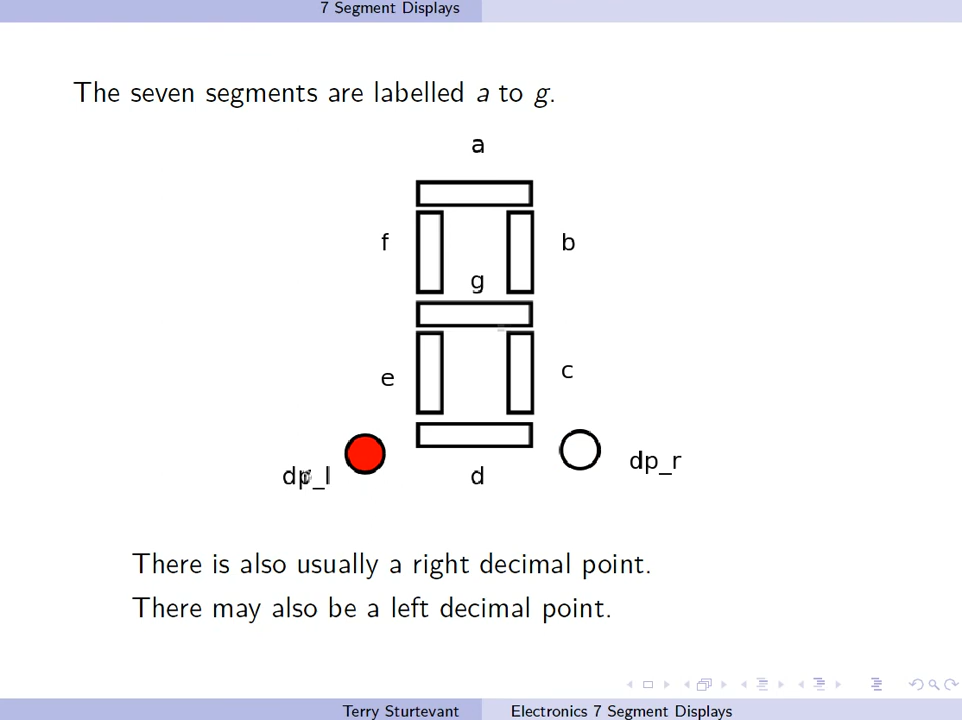 7 Segment Displays
The seven segments are labelled a to g.
a
f
b
g
e
c
dp_l
d
dp_r
There is also usually a right decimal point.
There may also be a left decimal point.
Terry Sturtevant
Electronics 7 Segment Displays